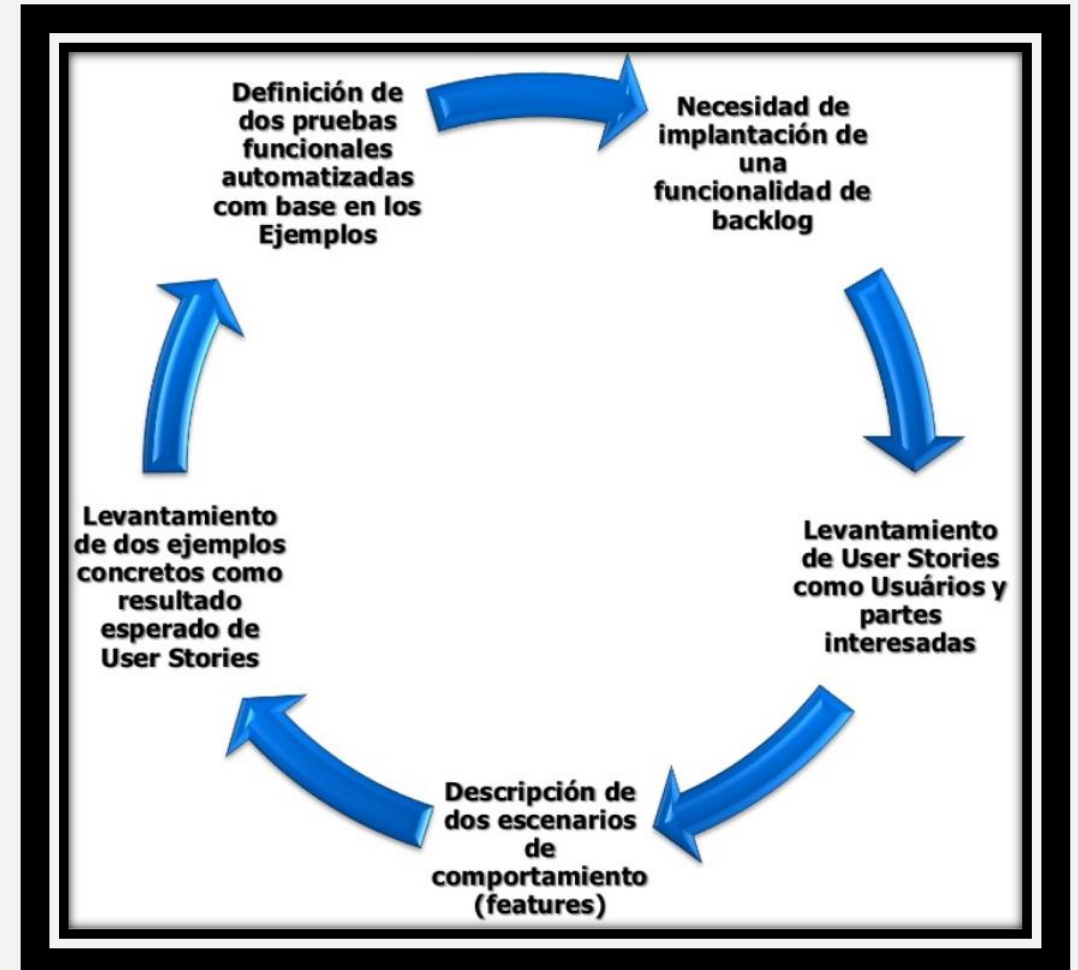 Definición de
dos pruebas
funcionales
automatizadas
com base en los
Ejemplos
Necesidad de
implantación de
una
funcionalidad de
backlog
Levantamiento
de User Stories
como Usuários y
partes
interesadas
Descripción de
dos escenarios
de
comportamiento
(features)
Levantamiento
de dos ejemplos
concretos como
resultado
esperado de
User Stories